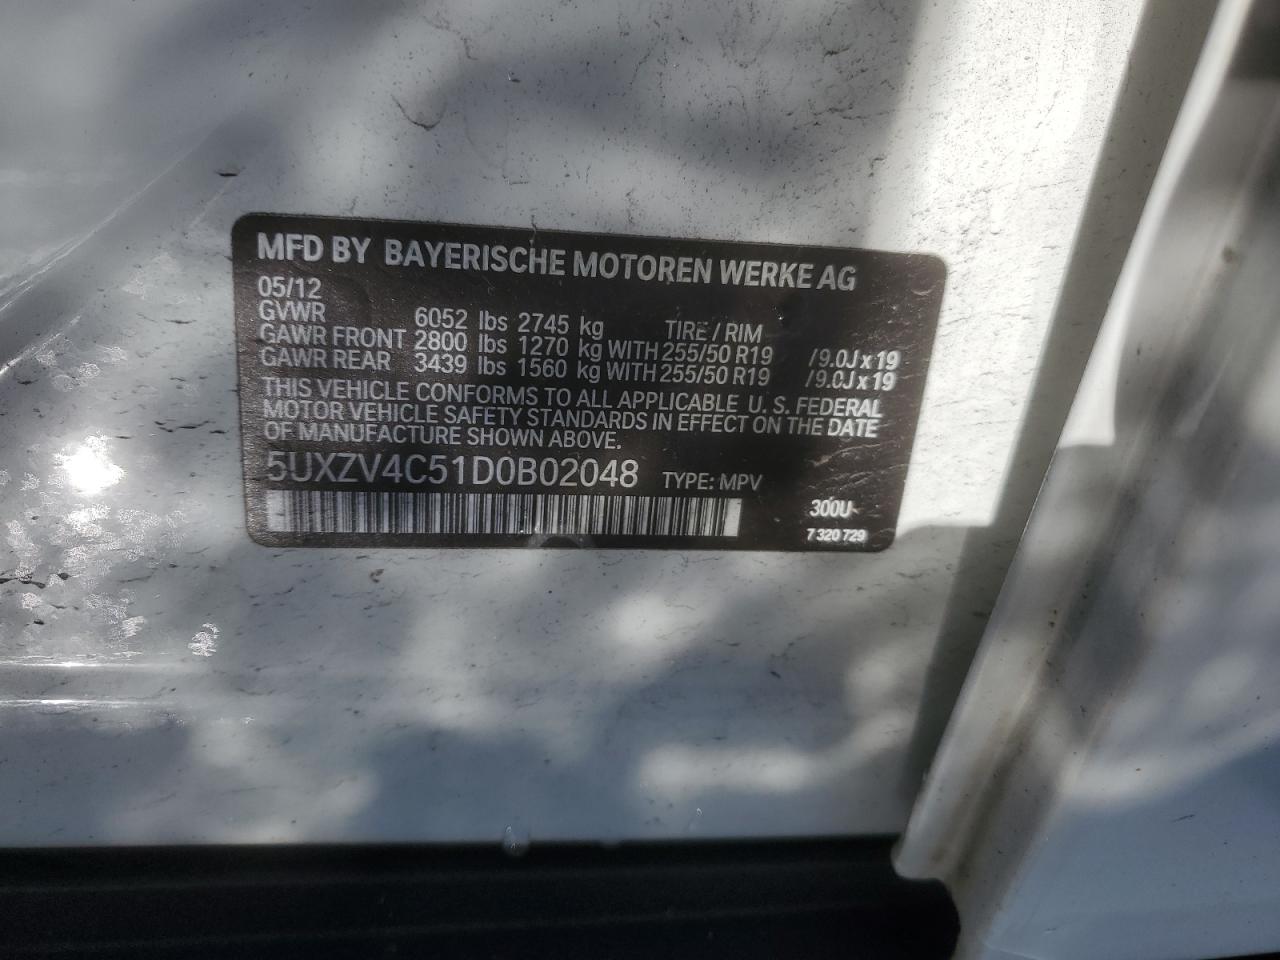 MFD BY BAYERISCHE MOTOREN WERKE AG
05/12
GVWR 6052 lbs 2745 kg TIRE / RIM
GAWR FRONT 2800 lbs 1270 kg WITH 255/50 R19 /9.0J x 19
GAWR REAR 3439 lbs 1560 kg WITH 255/50 R19 /9.0J x 19
THIS VEHICLE CONFORMS TO ALL APPLICABLE U.S. FEDERAL
MOTOR VEHICLE SAFETY STANDARDS IN EFFECT ON THE DATE
OF MANUFACTURE SHOWN ABOVE.
5UXZV4C51D0B02048 TYPE: MPV
300U
7 320 729